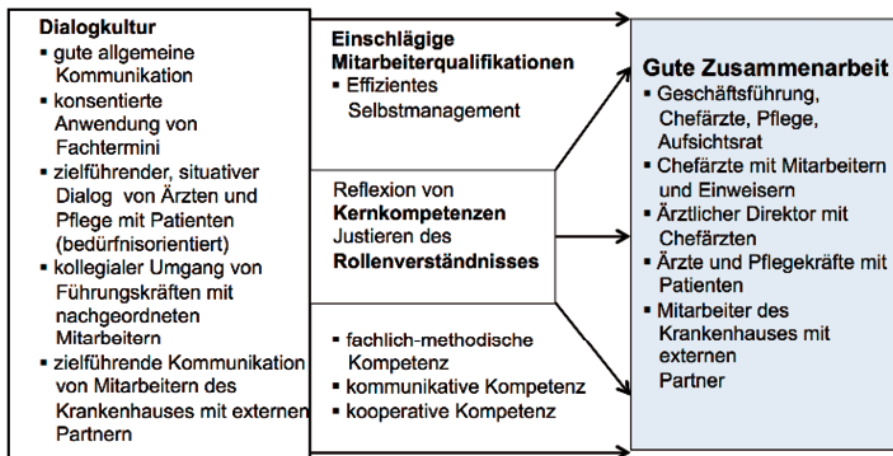 Dialogkultur
▪ gute allgemeine
Kommunikation
▪ konsentierte
Anwendung von
Fachtermini
▪ zielführender, situativer
Dialog von Ärzten und
Pflege mit Patienten
(bedürfnisorientiert)
▪ kollegialer Umgang von
Führungskräften mit
nachgeordneten
Mitarbeitern
▪ zielführende Kommunikation
von Mitarbeitern des
Krankenhauses mit externen
Partnern
Einschlägige
Mitarbeiterqualifikationen
▪ Effizientes
Selbstmanagement
Reflexion von
Kernkompetenzen
Justieren des
Rollenverständnisses
▪ fachlich-methodische
Kompetenz
▪ kommunikative Kompetenz
▪ kooperative Kompetenz
Gute Zusammenarbeit
▪ Geschäftsführung,
Chefärzte, Pflege,
Aufsichtsrat
▪ Chefärzte mit Mitarbeitern
und Einweisern
▪ Ärztlicher Direktor mit
Chefärzten
▪ Ärzte und Pflegekräfte mit
Patienten
▪ Mitarbeiter des
Krankenhauses mit
externen
Partner